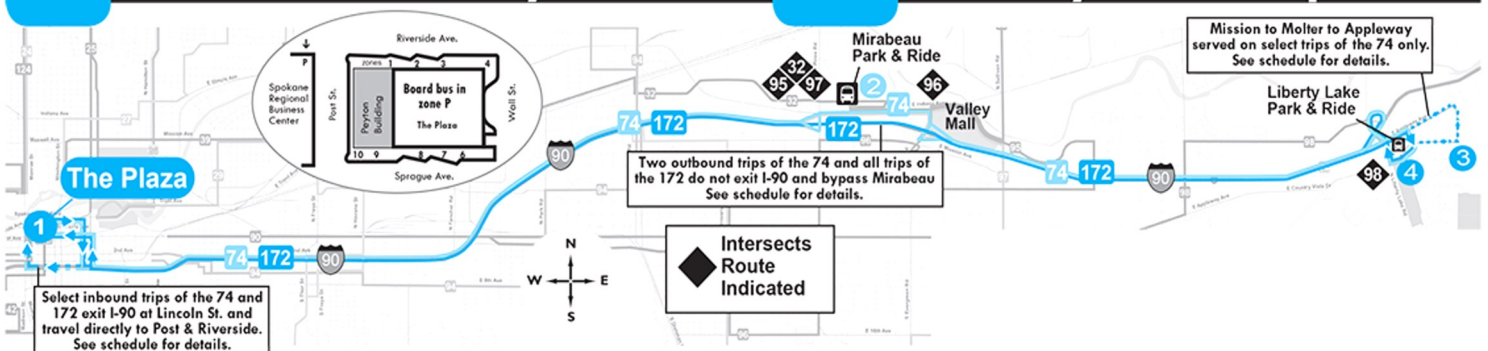 Riverside Ave.
P
Spokane
Regional
Business
Center
Post St.
zones
1
2
3
4
Peyton
Building
Board bus in
zone P
The Plaza
Wall St.
10
9
8
7
6
Sprague Ave.
Mirabeau
Park & Ride
32
95
97
2
96
74
Valley
Mall
Mission to Molter to Appleway
served on select trips of the 74 only.
See schedule for details.
Liberty Lake
Park & Ride
3
4
98
74
172
172
90
Two outbound trips of the 74 and all trips of
the 172 do not exit I-90 and bypass Mirabeau
See schedule for details.
74
172
90
The Plaza
1
74
172
90
N
W
E
S
Intersects
Route
Indicated
Select inbound trips of the 74 and
172 exit I-90 at Lincoln St. and
travel directly to Post & Riverside.
See schedule for details.